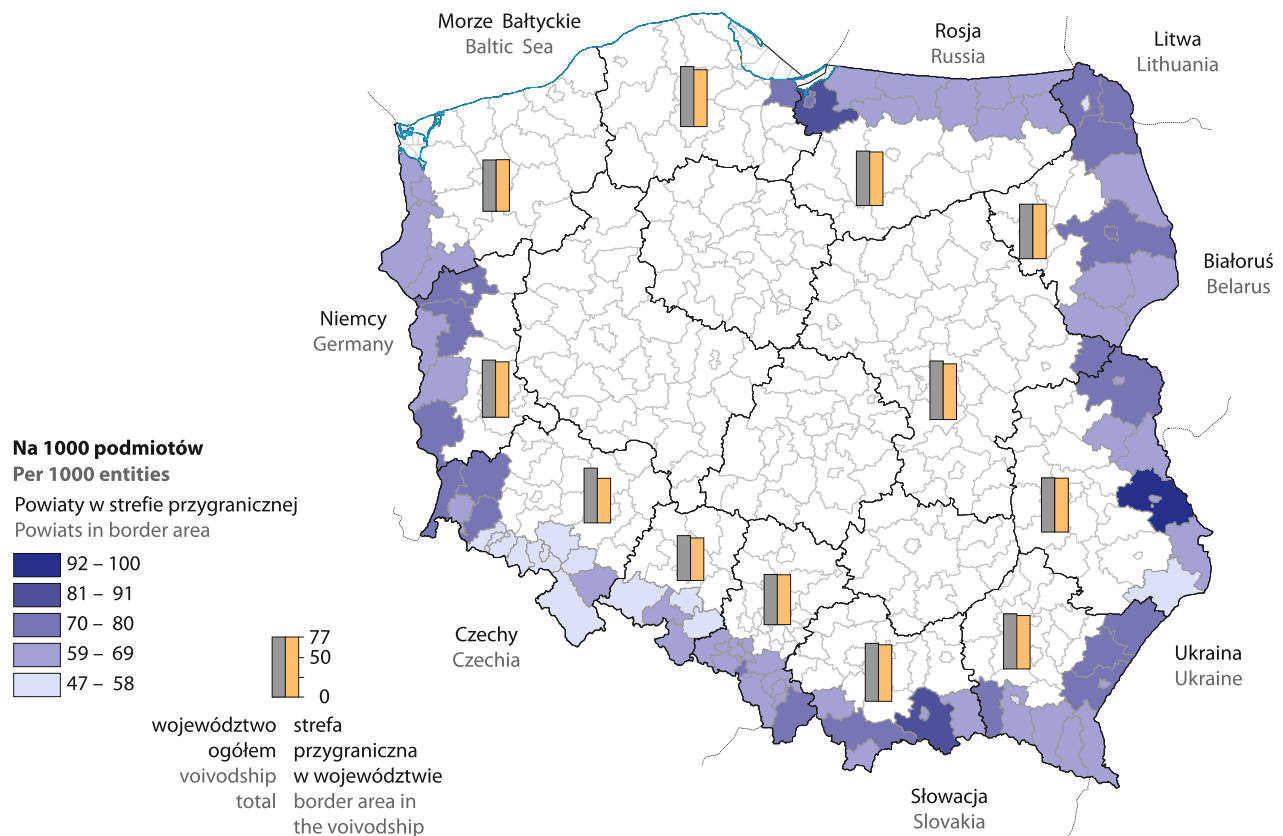 Morze Bałtyckie
Baltic Sea
Rosja
Russia
Litwa
Lithuania
Białoruś
Belarus
Niemcy
Germany
Na 1000 podmiotów
Per 1000 entities
Powiaty w strefie przygranicznej
Powiats in border area
92 – 100
81 – 91
70 – 80
59 – 69
47 – 58
77
50
0
województwo
ogółem
voivodship
total
strefa
przygraniczna
w województwie
border area in
the voivodship
Czechy
Czechia
Ukraina
Ukraine
Słowacja
Slovakia